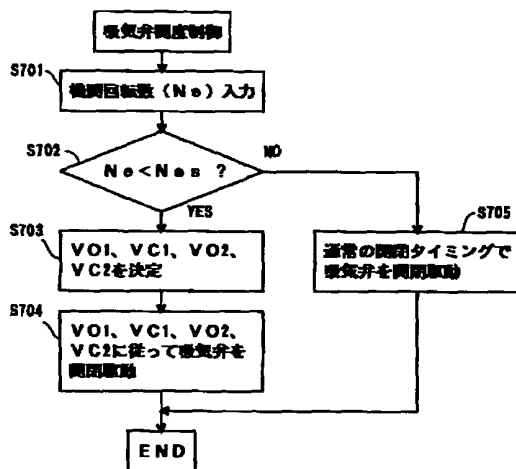 吸気弁開度制御
S701
機関回転数（Ne）入力
S702
Ne<Nes ?
NO
YES
S703
VO1、VC1、VO2、
VC2を決定
S705
通常の開閉タイミングで
吸気弁を開閉駆動
S704
VO1、VC1、VO2、
VC2に従って吸気弁を
開閉駆動
END